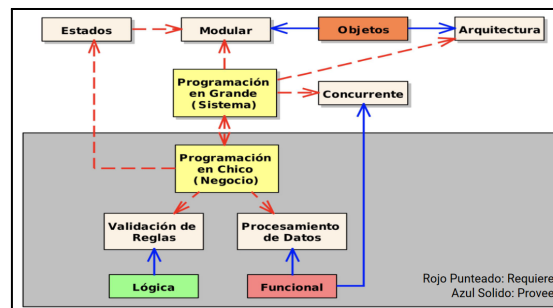 Estados
Modular
Objetos
Arquitectura
Programación
en Grande
(Sistema)
Concurrente
Programación
en Chico
(Negocio)
Validación de
Reglas
Procesamiento
de Datos
Lógica
Funcional
Rojo Punteado: Requiere
Azul Solido: Provee